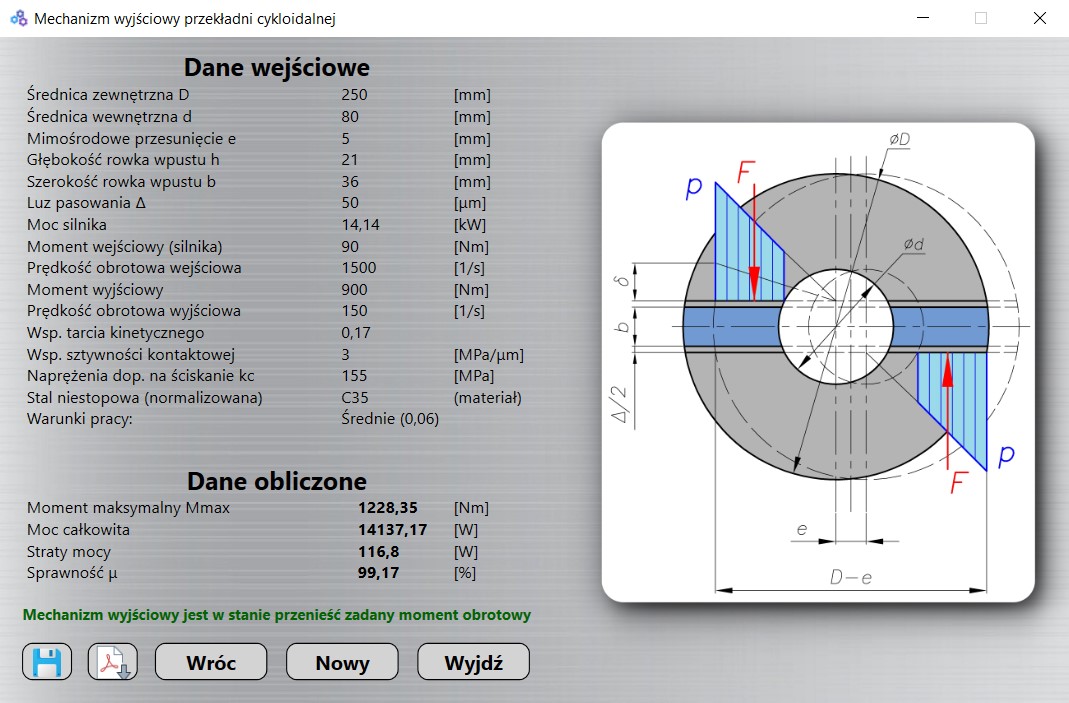 Mechanizm wyjściowy przekładni cykloidalnej
Dane wejściowe
Średnica zewnętrzna D 250 [mm]
Średnica wewnętrzna d 80 [mm]
Mimośrodowe przesunięcie e 5 [mm]
Głębokość rowka wpustu h 21 [mm]
Szerokość rowka wpustu b 36 [mm]
Luz pasowania Δ 50 [μm]
Moc silnika 14,14 [kW]
Moment wejściowy (silnika) 90 [Nm]
Prędkość obrotowa wejściowa 1500 [1/s]
Moment wyjściowy 900 [Nm]
Prędkość obrotowa wyjściowa 150 [1/s]
Wsp. tarcia kinetycznego 0,17
Wsp. sztywności kontaktowej 3 [MPa/μm]
Naprężenia dop. na ściskanie kc 155 [MPa]
Stal niestopowa (normalizowana) C35 (materiał)
Warunki pracy: Średnie (0,06)
Dane obliczone
Moment maksymalny Mmax 1228,35 [Nm]
Moc całkowita 14137,17 [W]
Straty mocy 116,8 [W]
Sprawność μ 99,17 [%]
Mechanizm wyjściowy jest w stanie przenieść zadany moment obrotowy
Wróc
Nowy
Wyjdź
⌀D
F
p
⌀d
δ
b
Δ/2
p
F
e
D-e